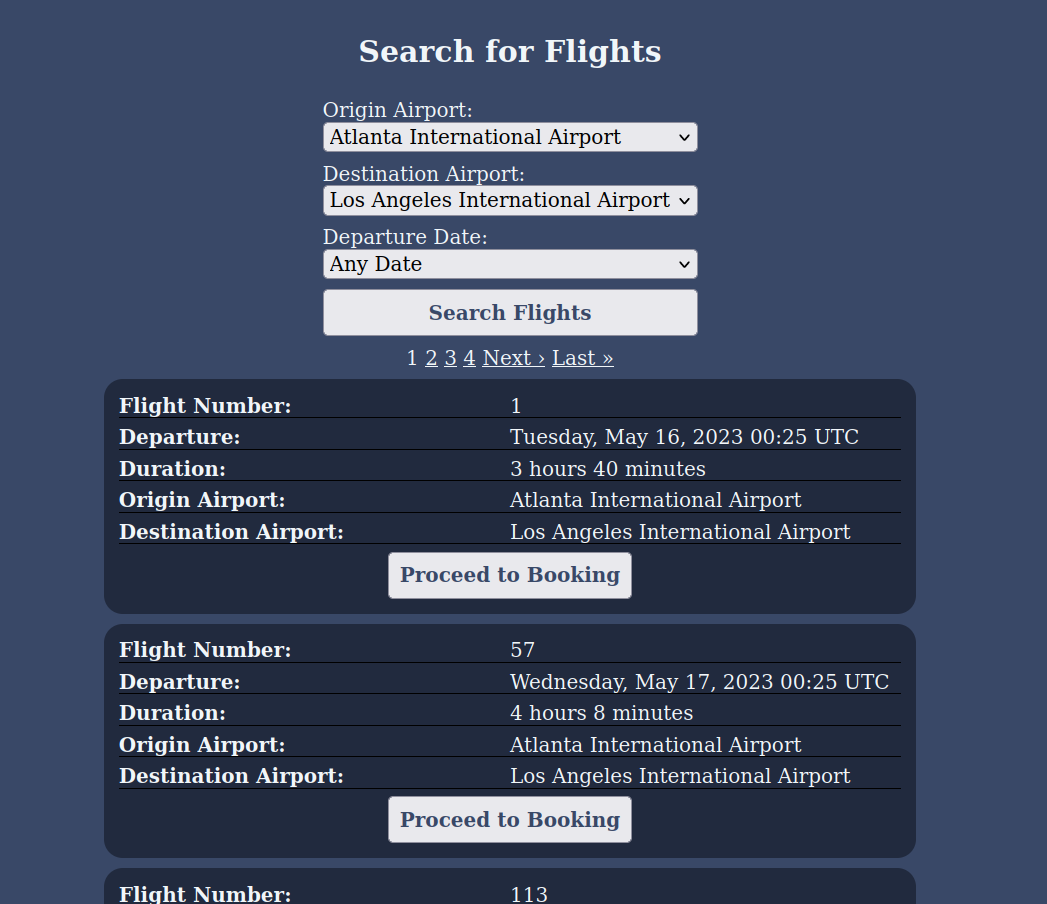 Search for Flights
Origin Airport:
Atlanta International Airport
Destination Airport:
Los Angeles International Airport
Departure Date:
Any Date
Search Flights
1 2 3 4 Next › Last »
Flight Number: 1
Departure: Tuesday, May 16, 2023 00:25 UTC
Duration: 3 hours 40 minutes
Origin Airport: Atlanta International Airport
Destination Airport: Los Angeles International Airport
Proceed to Booking
Flight Number: 57
Departure: Wednesday, May 17, 2023 00:25 UTC
Duration: 4 hours 8 minutes
Origin Airport: Atlanta International Airport
Destination Airport: Los Angeles International Airport
Proceed to Booking
Flight Number: 113